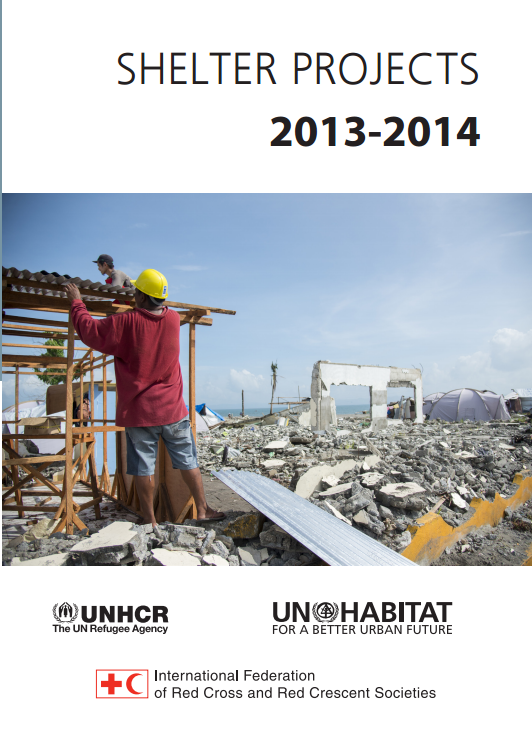 SHELTER PROJECTS
2013-2014
UNHCR
The UN Refugee Agency
UN HABITAT
FOR A BETTER URBAN FUTURE
International Federation
of Red Cross and Red Crescent Societies